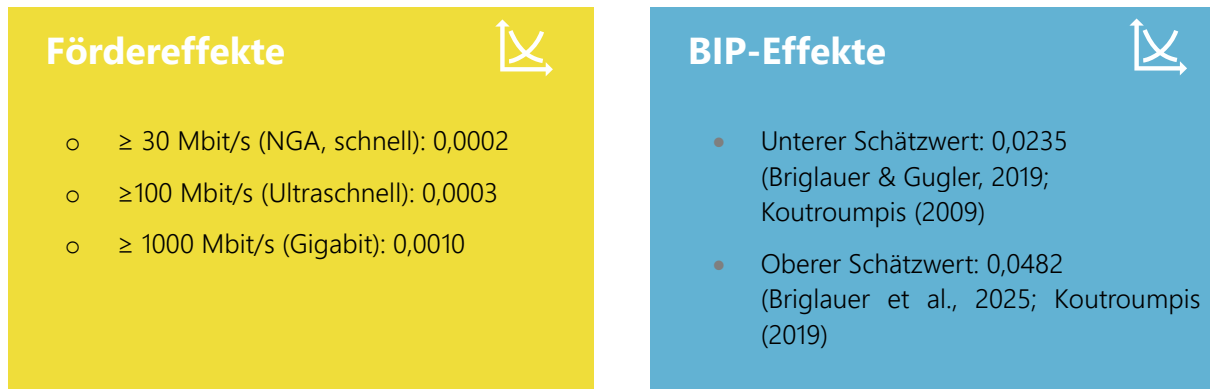 Fördereffekte
o ≥ 30 Mbit/s (NGA, schnell): 0,0002
o ≥100 Mbit/s (Ultraschnell): 0,0003
o ≥ 1000 Mbit/s (Gigabit): 0,0010
BIP-Effekte
• Unterer Schätzwert: 0,0235
(Briglauer & Gugler, 2019;
Koutroumpis (2009)
• Oberer Schätzwert: 0,0482
(Briglauer et al., 2025; Koutroumpis
(2019)